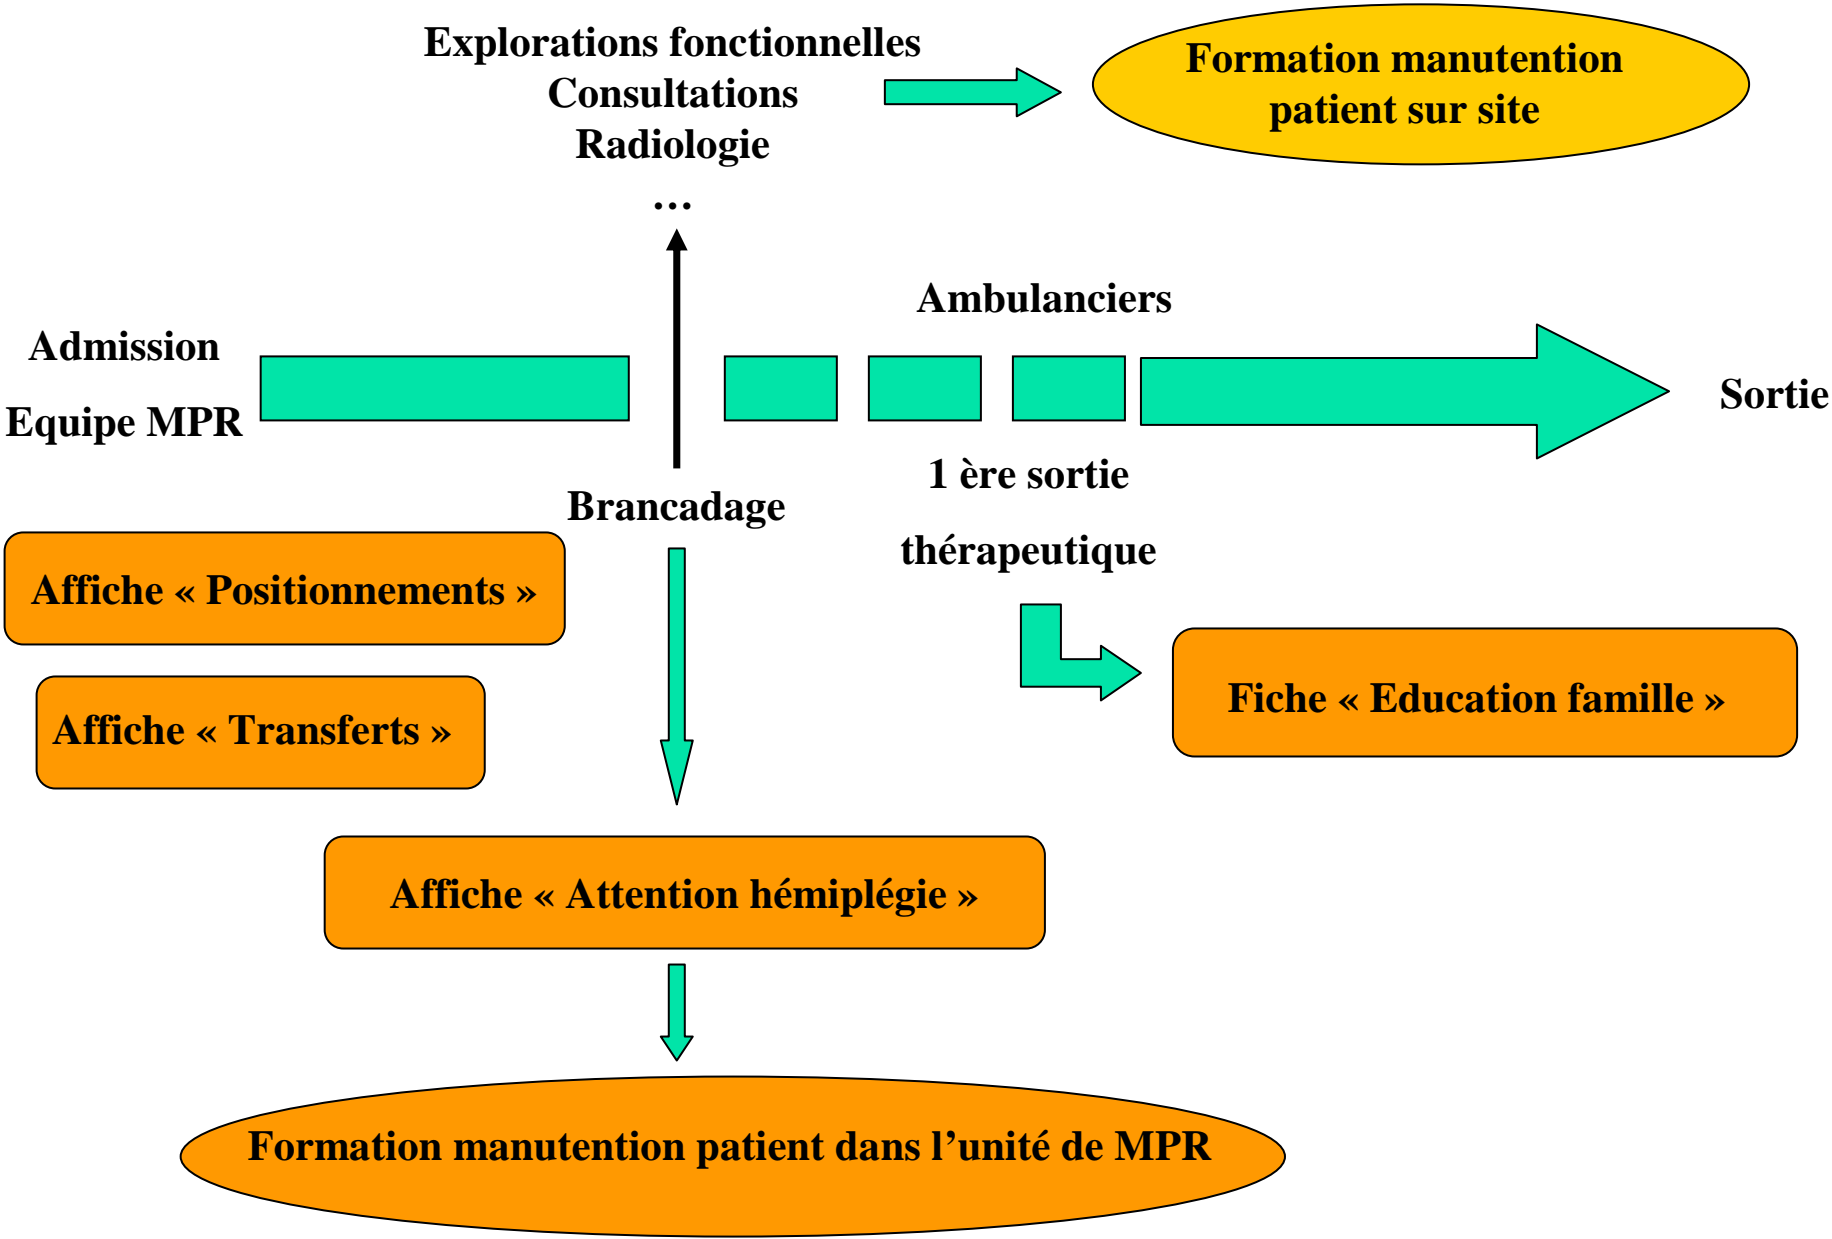 Explorations fonctionnelles
Consultations
Radiologie
…
Formation manutention
patient sur site
Ambulanciers
Admission
Equipe MPR
Sortie
1 ère sortie
thérapeutique
Brancadage
Affiche « Positionnements »
Affiche « Transferts »
Fiche « Education famille »
Affiche « Attention hémiplégie »
Formation manutention patient dans l’unité de MPR